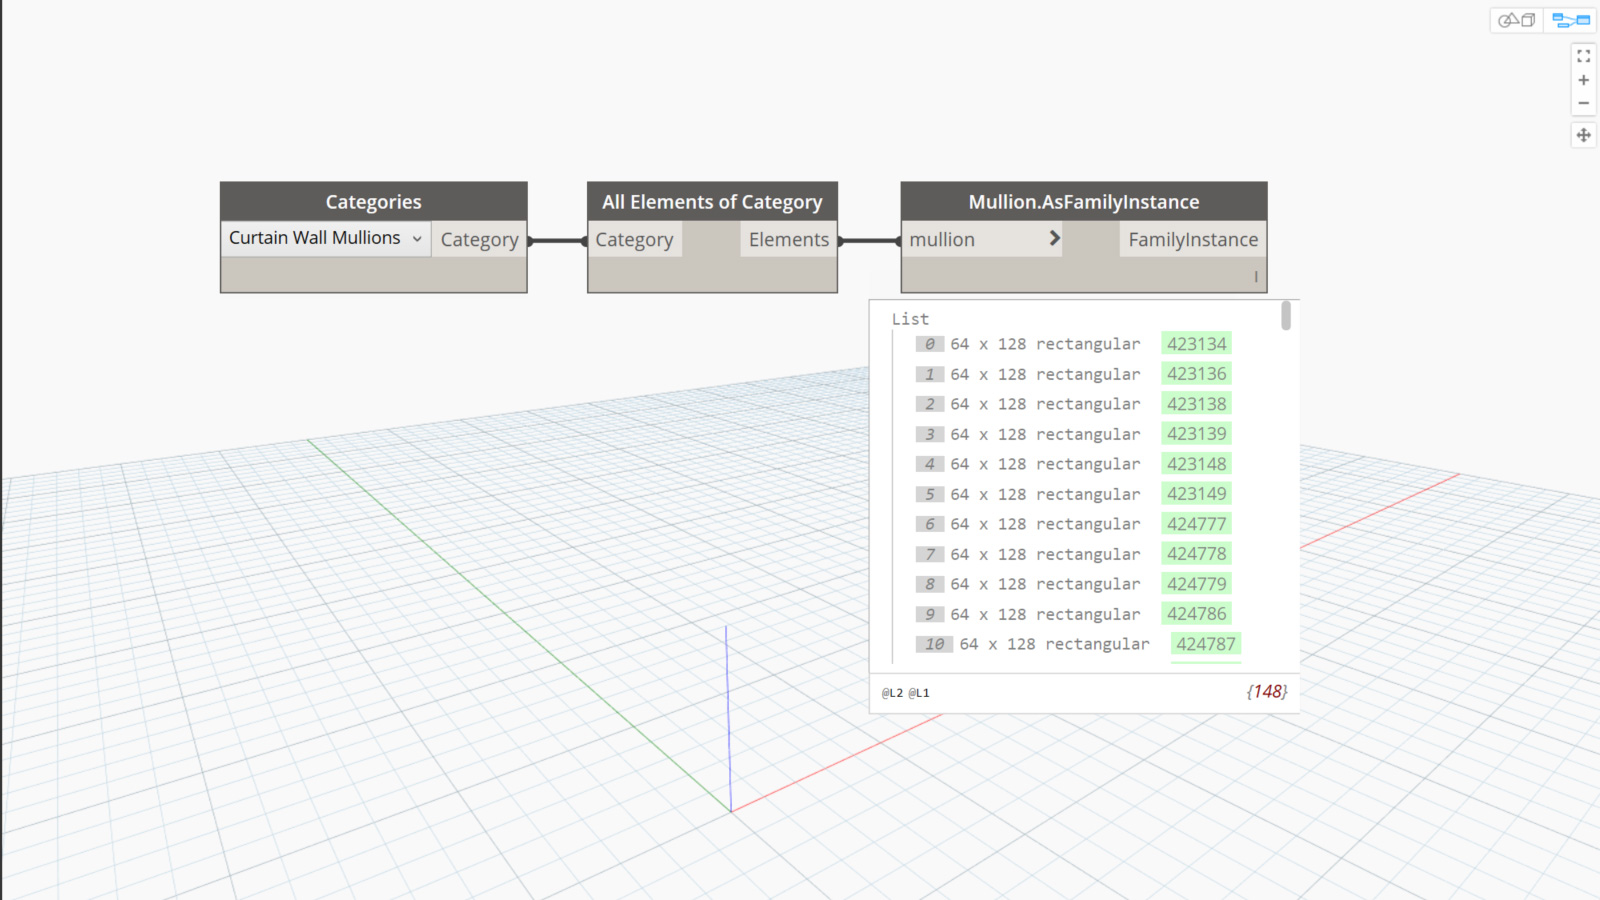 Categories
Curtain Wall Mullions Category
All Elements of Category
Category Elements
Mullion.AsFamilyInstance
mullion FamilyInstance
List
0 64 x 128 rectangular 423134
1 64 x 128 rectangular 423136
2 64 x 128 rectangular 423138
3 64 x 128 rectangular 423139
4 64 x 128 rectangular 423148
5 64 x 128 rectangular 423149
6 64 x 128 rectangular 424777
7 64 x 128 rectangular 424778
8 64 x 128 rectangular 424779
9 64 x 128 rectangular 424786
10 64 x 128 rectangular 424787
@L2 @L1 {148}